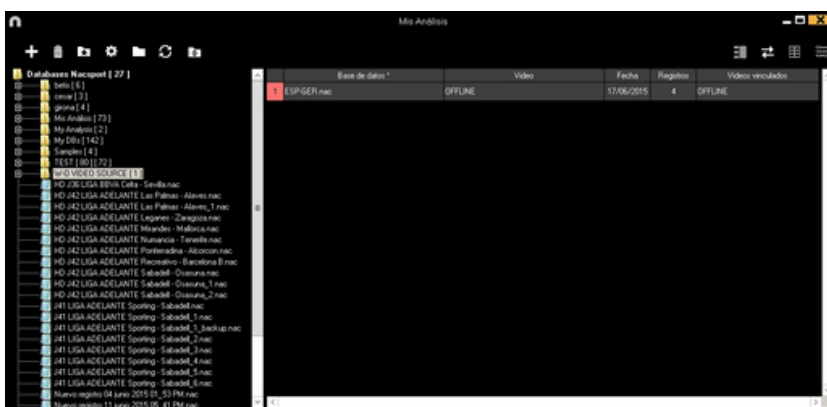 Mis Análisis
Databases Nacsport [ 27 ]
betis [ 6 ]
cesar [ 3 ]
girona [ 4 ]
Mis Análisis [ 73 ]
My Analysis [ 2 ]
My DBs [ 142 ]
Samples [ 4 ]
TEST [ 80 ] [ 72 ]
W-O VIDEO SOURCE [ 1 ]
HD J36 LIGA BBVA Celta - Sevilla.nac
HD J42 LIGA ADELANTE Las Palmas - Alaves.nac
HD J42 LIGA ADELANTE Las Palmas - Alaves_1.nac
HD J42 LIGA ADELANTE Leganes - Zaragoza.nac
HD J42 LIGA ADELANTE Mirandes - Mallorca.nac
HD J42 LIGA ADELANTE Numancia - Tenerife.nac
HD J42 LIGA ADELANTE Ponferradina - Alcorcon.nac
HD J42 LIGA ADELANTE Recreativo - Barcelona B.nac
HD J42 LIGA ADELANTE Sabadell - Osasuna.nac
HD J42 LIGA ADELANTE Sabadell - Osasuna_1.nac
HD J42 LIGA ADELANTE Sabadell - Osasuna_2.nac
J41 LIGA ADELANTE Sporting - Sabadell.nac
J41 LIGA ADELANTE Sporting - Sabadell_1.nac
J41 LIGA ADELANTE Sporting - Sabadell_1_backup.nac
J41 LIGA ADELANTE Sporting - Sabadell_2.nac
J41 LIGA ADELANTE Sporting - Sabadell_3.nac
J41 LIGA ADELANTE Sporting - Sabadell_4.nac
J41 LIGA ADELANTE Sporting - Sabadell_5.nac
J41 LIGA ADELANTE Sporting - Sabadell_6.nac
Nuevo registro 04 junio 2015 01_53 PM.nac
Nuevo registro 11 junio 2015 05_41 PM.nac
Base de datos * Video Fecha Registros Videos vinculados
1 ESP-GER.nac OFFLINE 17/06/2015 4 OFFLINE